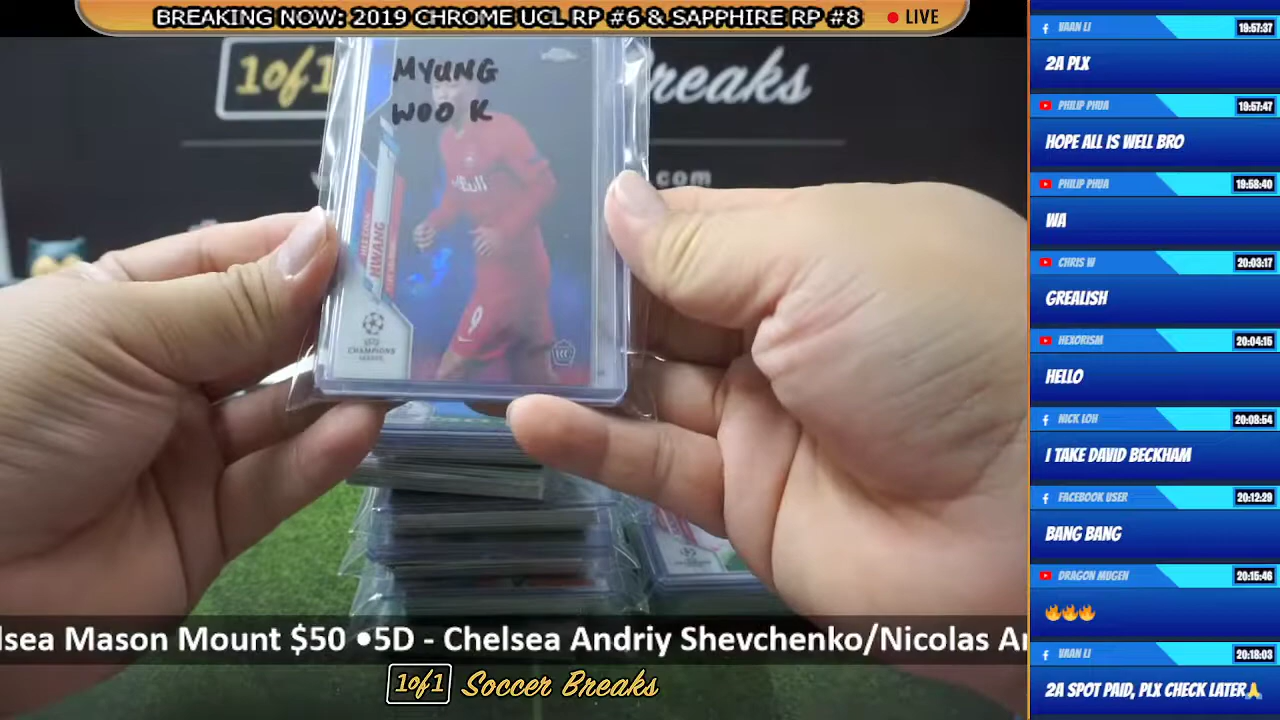 BREAKING NOW: 2019 CHROME UCL RP #6 & SAPPHIRE RP #8
LIVE
1of1
reaks
com
MYUNG
WOO K
HWANG
CHAMPIONS
LEAGUE
9
lsea Mason Mount $50 •5D - Chelsea Andriy Shevchenko/Nicolas An
1of1 Soccer Breaks
VAAN LI 19:57:37
2A PLX
PHILIP PHUA 19:57:47
HOPE ALL IS WELL BRO
PHILIP PHUA 19:58:40
WA
CHRIS W 20:03:17
GREALISH
HEXORISM 20:04:15
HELLO
NICK LOH 20:08:54
I TAKE DAVID BECKHAM
FACEBOOK USER 20:12:29
BANG BANG
DRAGON MUGEN 20:15:46
🔥🔥🔥
VAAN LI 20:18:03
2A SPOT PAID, PLX CHECK LATER🙏